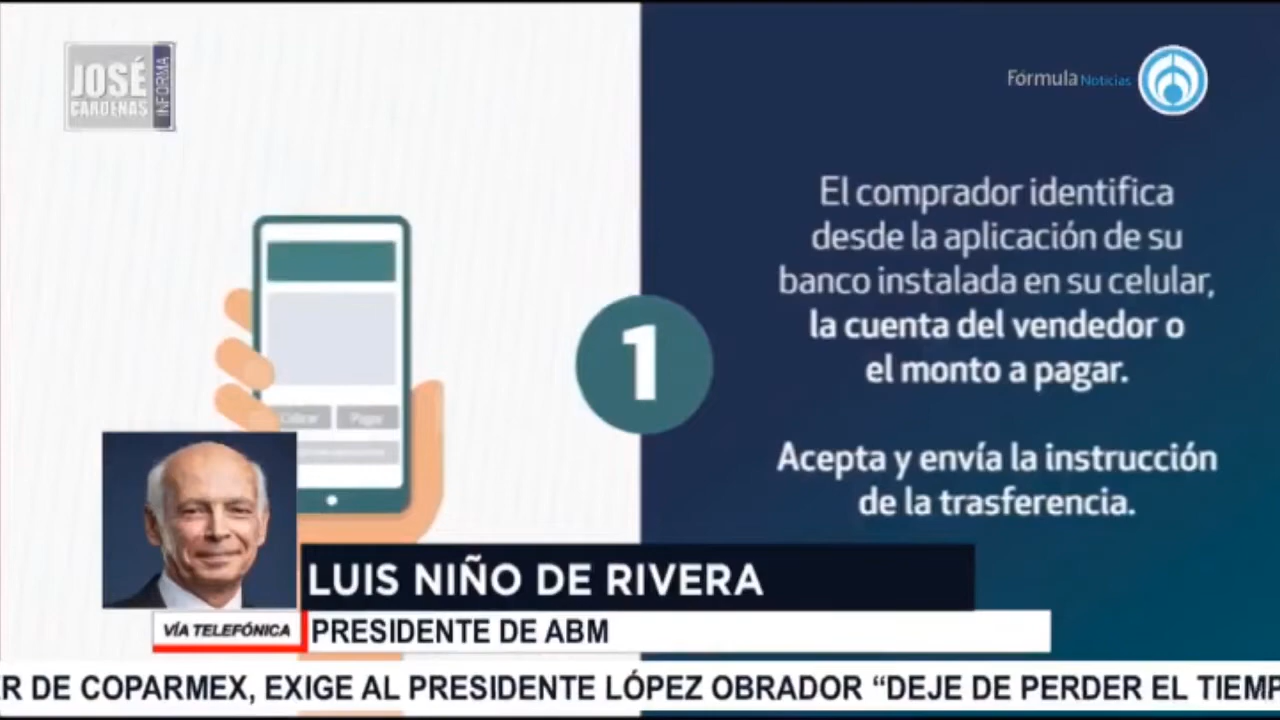 JOSÉ
CÁRDENAS
INFORMA
Fórmula Noticias
El comprador identifica
desde la aplicación de su
banco instalada en su celular,
la cuenta del vendedor o
el monto a pagar.
Acepta y envía la instrucción
de la trasferencia.
1
Pagar
LUIS NIÑO DE RIVERA
VÍA TELEFÓNICA
PRESIDENTE DE ABM
R DE COPARMEX, EXIGE AL PRESIDENTE LÓPEZ OBRADOR “DEJE DE PERDER EL TIEMP